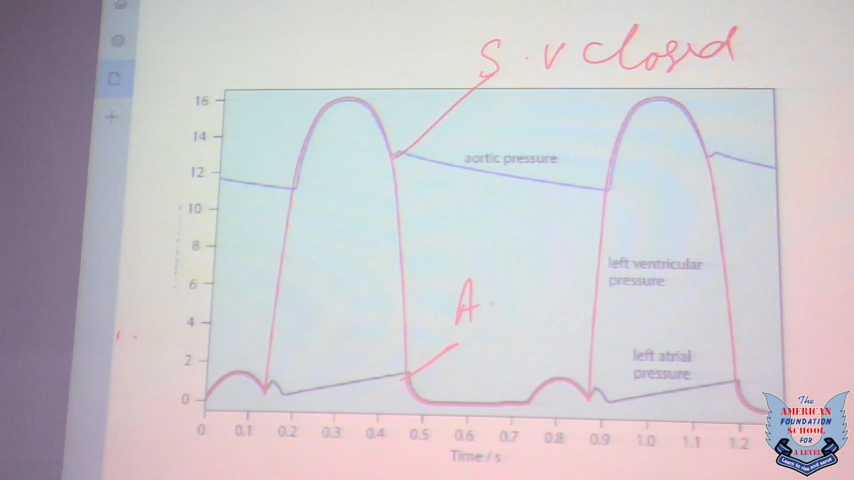 S.V Closed
16
14
12
10
8
6
4
2
0
aortic pressure
left ventricular
pressure
A
left atrial
pressure
0 0.1 0.2 0.3 0.4 0.5 0.6 0.7 0.8 0.9 1.0 1.1 1.2
Time / s
The
AMERICAN
FOUNDATION
SCHOOL
FOR
A LEVEL